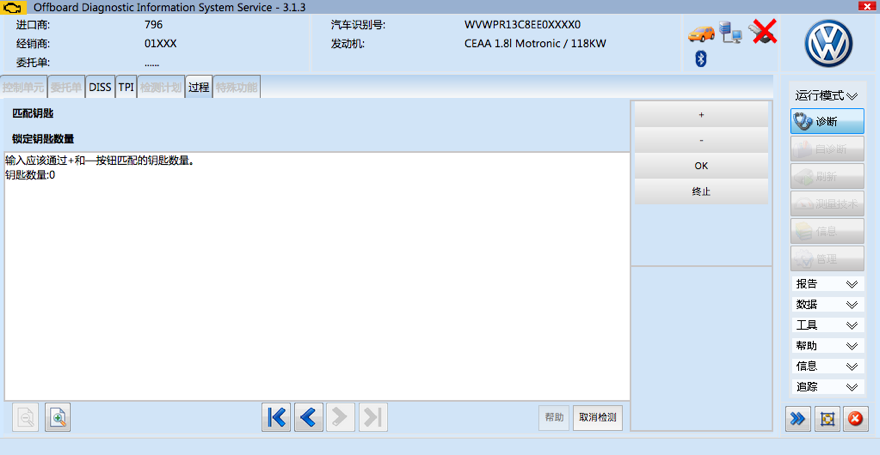 Offboard Diagnostic Information System Service - 3.1.3
进口商: 796 汽车识别号: WVWPR13C8EE0XXXX0
经销商: 01XXX 发动机: CEAA 1.8l Motronic / 118KW
委托单: ......
控制单元 委托单 DISS TPI 检测计划 过程 特殊功能
匹配钥匙
锁定钥匙数量
输入应该通过+和—按钮匹配的钥匙数量。
钥匙数量:0
+
-
OK
终止
运行模式
诊断
自诊断
刷新
测量技术
信息
管理
报告
数据
工具
帮助
信息
追踪
帮助 取消检测